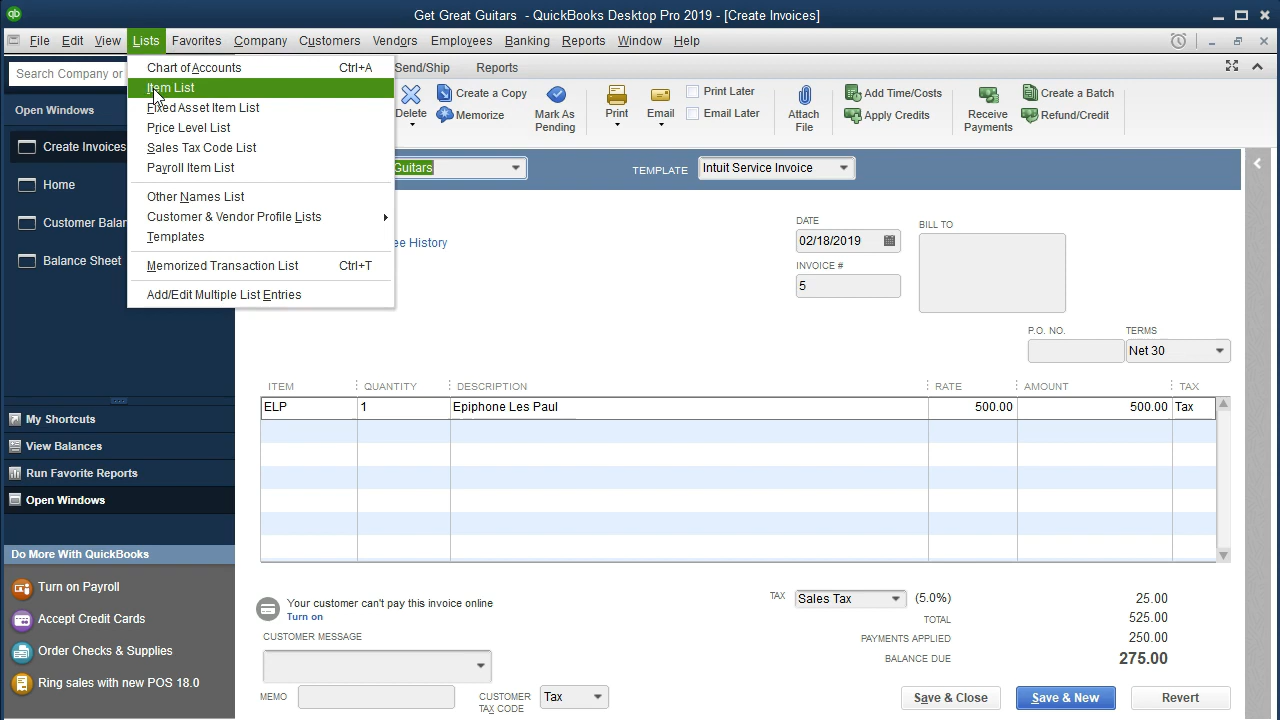 Get Great Guitars - QuickBooks Desktop Pro 2019 - [Create Invoices]
File Edit View Lists Favorites Company Customers Vendors Employees Banking Reports Window Help
Search Company or
Send/Ship Reports
Chart of Accounts Ctrl+A
Item List
Fixed Asset Item List
Price Level List
Sales Tax Code List
Payroll Item List
Other Names List
Customer & Vendor Profile Lists
Templates
Memorized Transaction List Ctrl+T
Add/Edit Multiple List Entries
Delete
Create a Copy
Memorize
Mark As
Pending
Print
Email
Print Later
Email Later
Attach
File
Add Time/Costs
Apply Credits
Receive
Payments
Create a Batch
Refund/Credit
Open Windows
Create Invoices
Home
Customer Balan
Balance Sheet
Guitars
TEMPLATE Intuit Service Invoice
ee History
DATE
02/18/2019
INVOICE #
5
BILL TO
P.O. NO. TERMS
Net 30
ITEM QUANTITY DESCRIPTION RATE AMOUNT TAX
ELP 1 Epiphone Les Paul 500.00 500.00 Tax
My Shortcuts
View Balances
Run Favorite Reports
Open Windows
Do More With QuickBooks
Turn on Payroll
Accept Credit Cards
Order Checks & Supplies
Ring sales with new POS 18.0
Your customer can't pay this invoice online
Turn on
CUSTOMER MESSAGE
MEMO
CUSTOMER
TAX CODE
Tax
TAX Sales Tax (5.0%) 25.00
TOTAL 525.00
PAYMENTS APPLIED 250.00
BALANCE DUE 275.00
Save & Close Save & New Revert